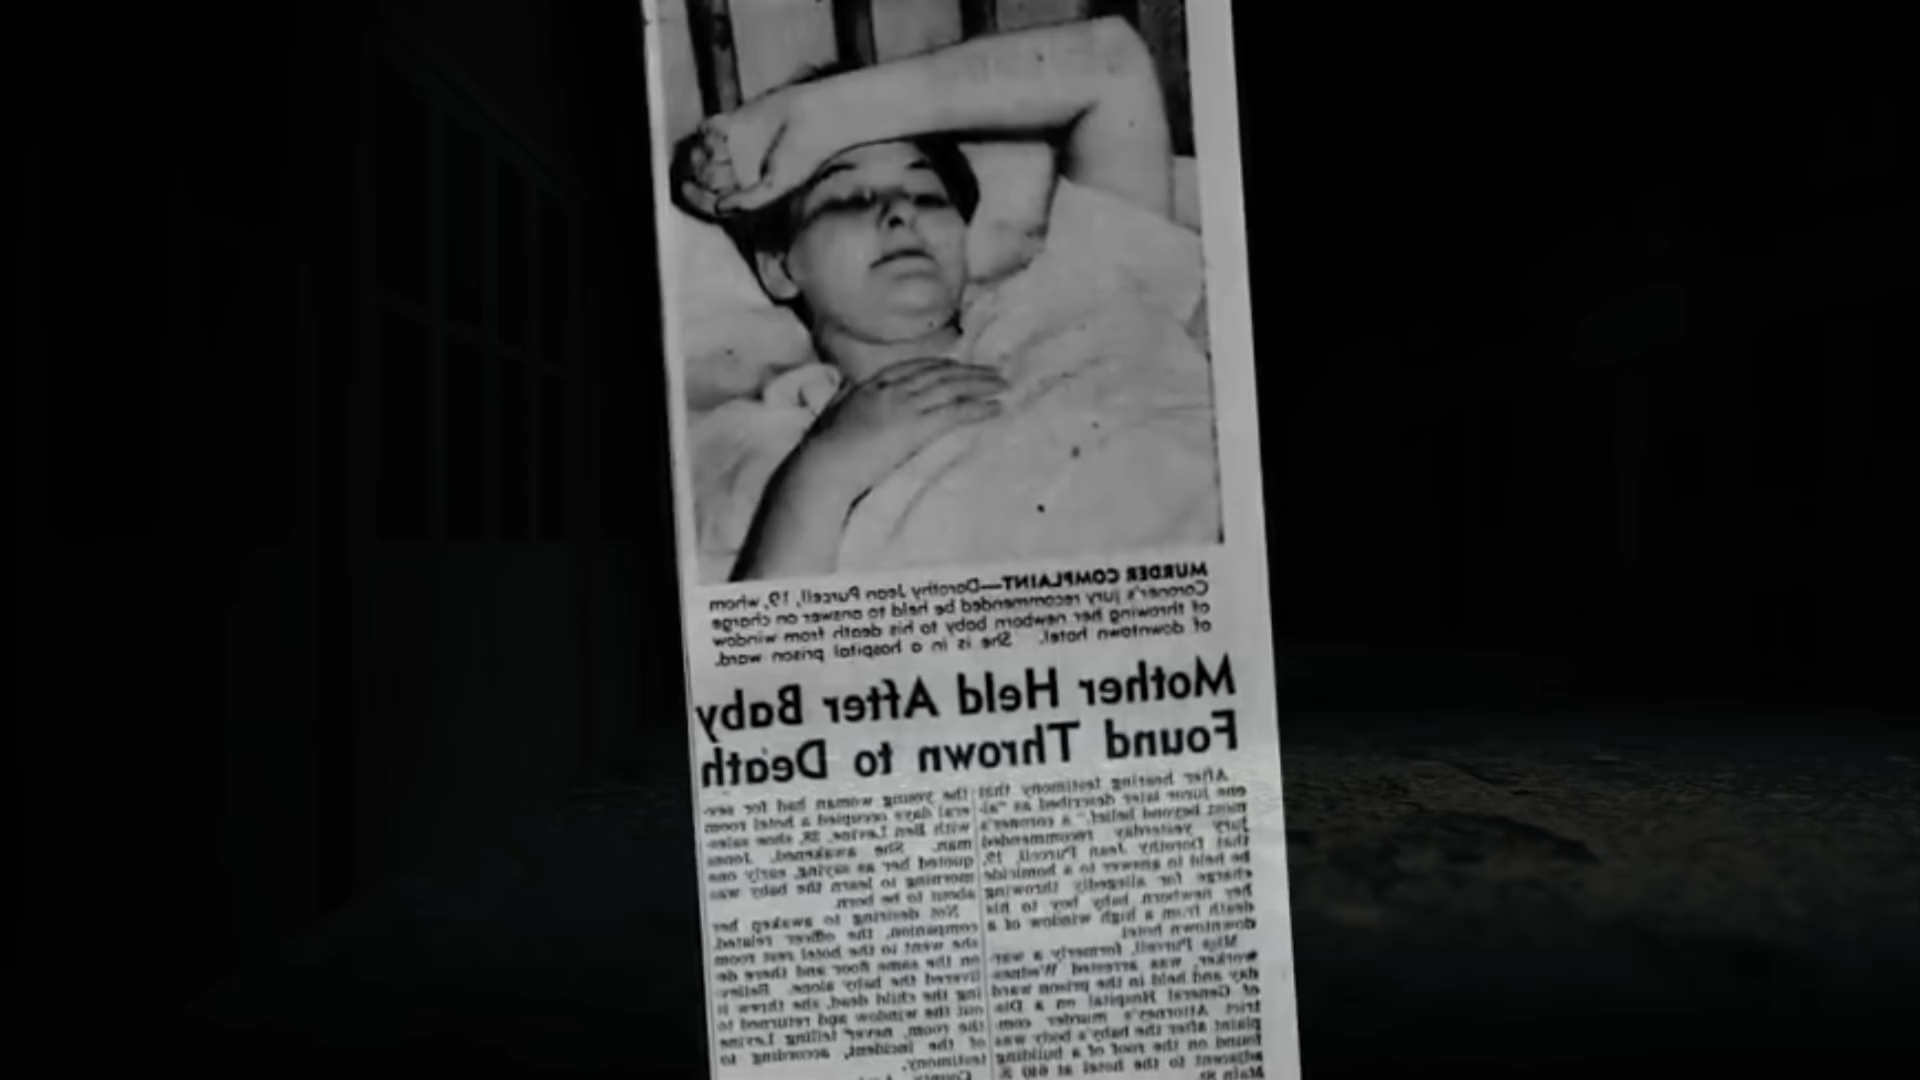 MURDER COMPLAINT—Dorothy Jean Purcell, 19, whom
Coroner's jury recommended be held to answer on charge
of throwing her newborn baby to his death from window
of downtown hotel. She is in a hospital prison ward.
Mother Held After Baby
Found Thrown to Death
After hearing testimony that
one juror later described as "al-
most beyond belief," a coroner's
jury yesterday recommended
that Dorothy Jean Purcell, 19,
be held to answer to a homicide
charge for allegedly throwing
her newborn baby boy to his
death from a high window of a
downtown hotel.
Miss Purcell, formerly a war-
worker, was arrested Wednes-
day and held in the prison ward
of General Hospital on a Dis-
trict Attorney's murder com-
plaint after the baby's body was
found on the roof of a building
adjacent to the hotel at 640 S
Main St.
the young woman had for sev-
eral days occupied a hotel room
with Ben Levine, 38, shoe sales-
man. She awakened, Jones
quoted her as saying, early one
morning to learn the baby was
about to be born.
Not desiring to awaken her
companion, the officer related,
she went to the hotel rest room
on the same floor and there de-
livered the baby alone. Believ-
ing the child dead, she threw it
out the window and returned to
the room, never telling Levine
of the incident, according to
testimony.
County